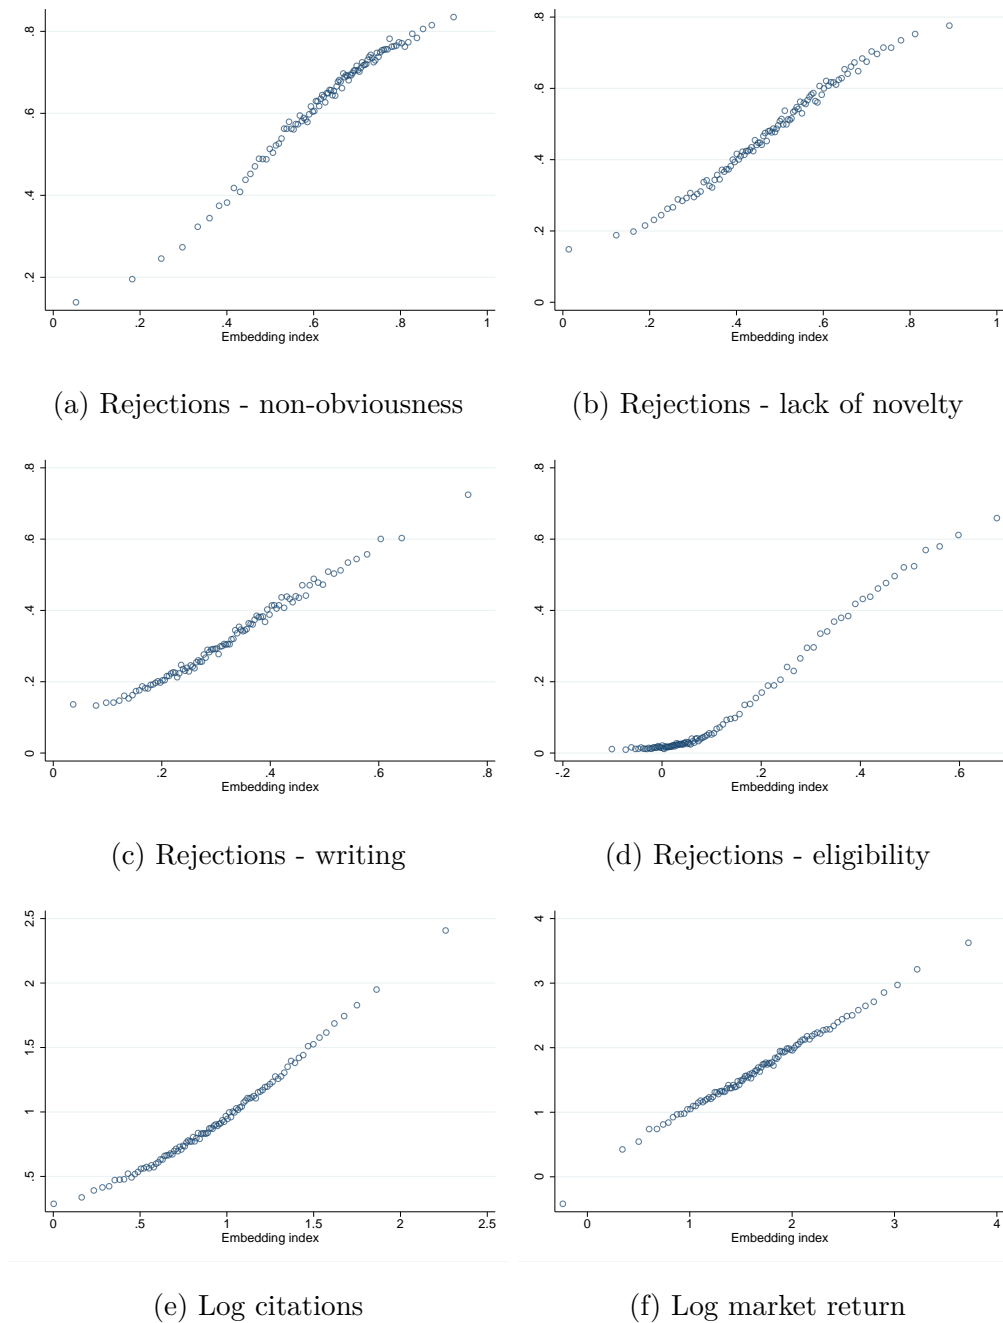 .2 .4 .6 .8
0 .2 .4 .6 .8 1
Embedding index
(a) Rejections - non-obviousness
0 .2 .4 .6 .8
0 .2 .4 .6 .8 1
Embedding index
(b) Rejections - lack of novelty
0 .2 .4 .6 .8
0 .2 .4 .6 .8
Embedding index
(c) Rejections - writing
0 .2 .4 .6 .8
-.2 0 .2 .4 .6
Embedding index
(d) Rejections - eligibility
.5 1 1.5 2 2.5
0 .5 1 1.5 2 2.5
Embedding index
(e) Log citations
0 1 2 3 4
0 1 2 3 4
Embedding index
(f) Log market return